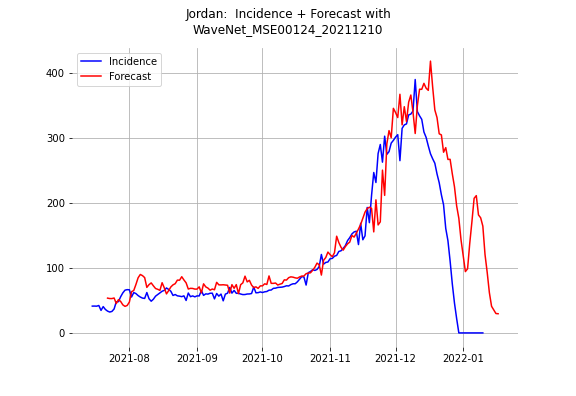 Jordan:  Incidence + Forecast with
WaveNet_MSE00124_20211210
Incidence
Forecast
400
300
200
100
0
2021-08 2021-09 2021-10 2021-11 2021-12 2022-01